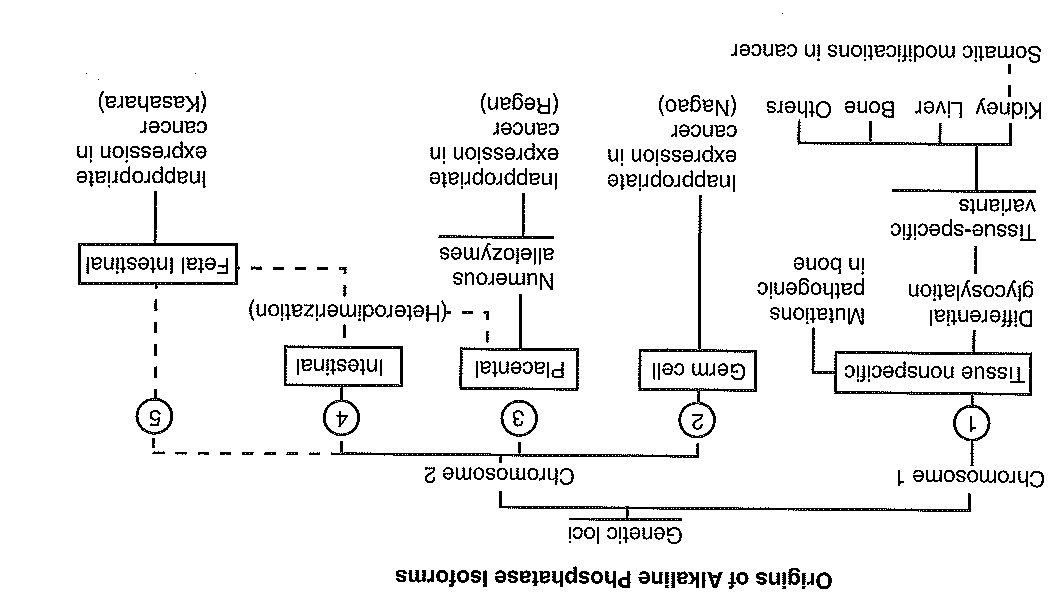 Origins of Alkaline Phosphatase Isoforms
Genetic loci
Chromosome 1
Chromosome 2
1
2
3
4
5
Tissue nonspecific
Germ cell
Placental
Intestinal
Fetal Intestinal
Differential
glycosylation
Mutations
pathogenic
in bone
(Heterodimerization)
Numerous
allelozymes
Tissue-specific
variants
Inappropriate
expression in
cancer
(Nagao)
Inappropriate
expression in
cancer
(Regan)
Inappropriate
expression in
cancer
(Kasahara)
Kidney Liver Bone Others
Somatic modifications in cancer